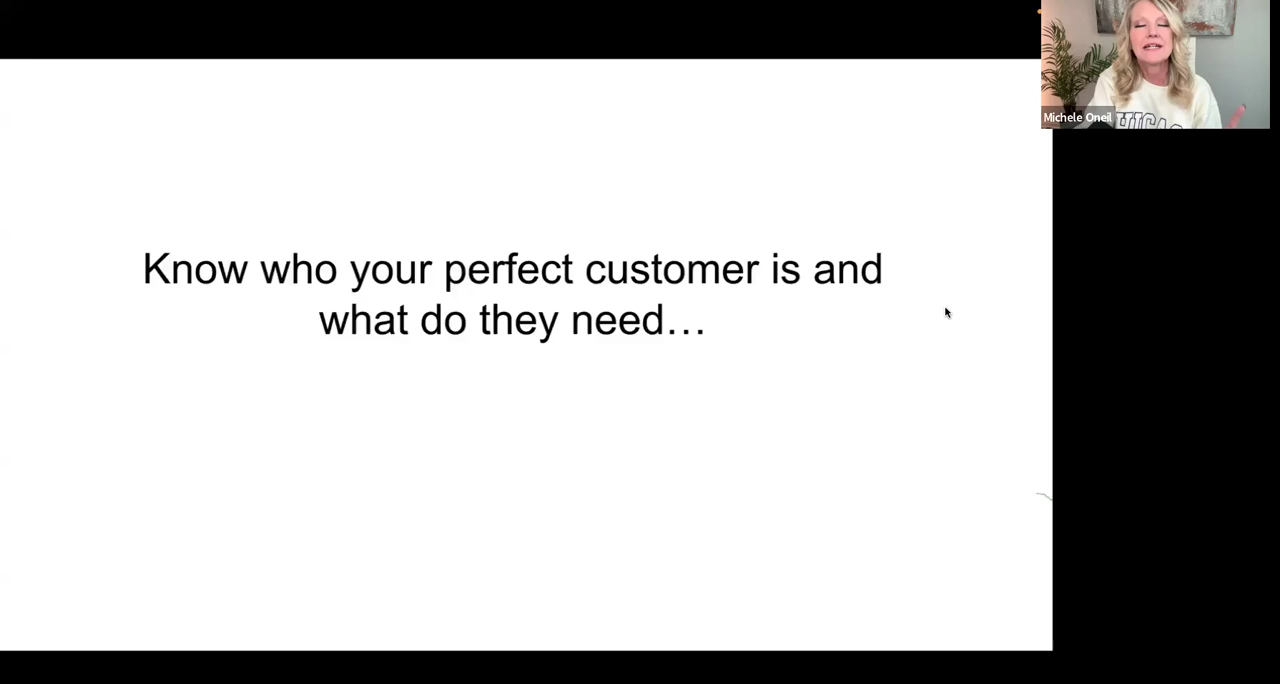 Michele Oneil
Know who your perfect customer is and
what do they need…